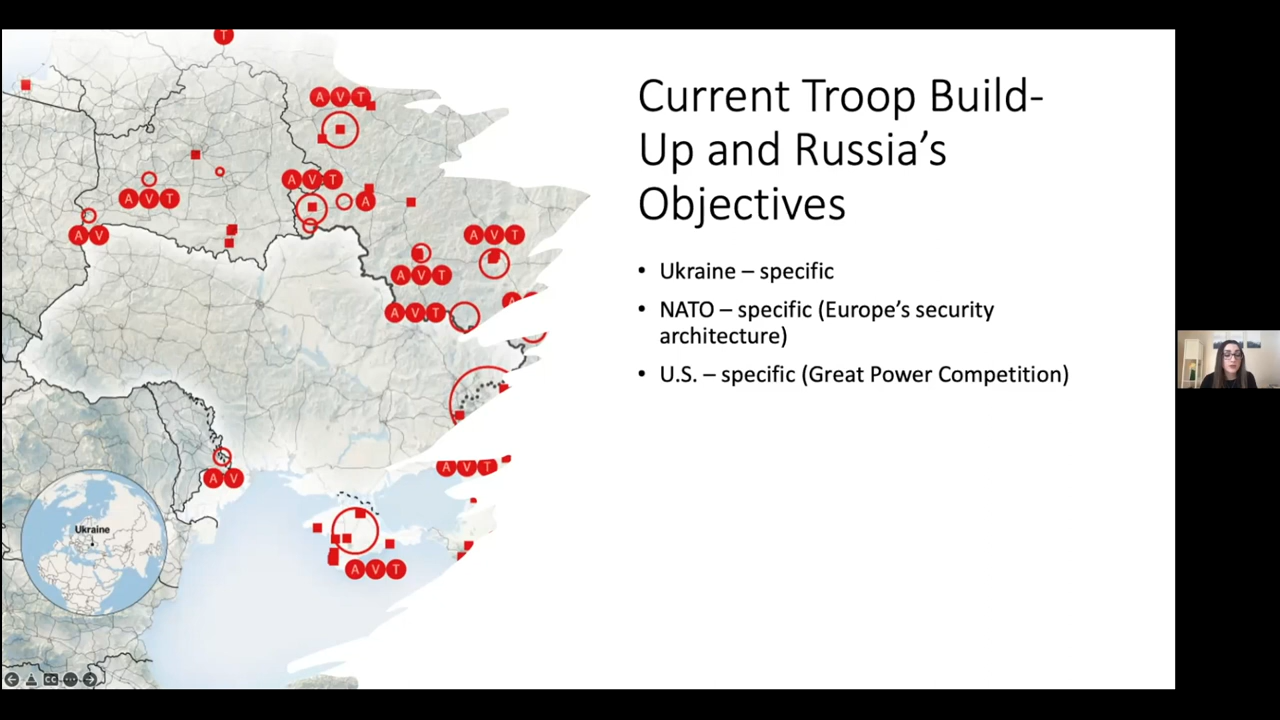 Current Troop Build-
Up and Russia's
Objectives
• Ukraine – specific
• NATO – specific (Europe's security
architecture)
• U.S. – specific (Great Power Competition)
T
A V T
A V T
A
A V T
A V
A V T
A V T
A V T
A
A V
A V T
A V T
Ukraine
CC